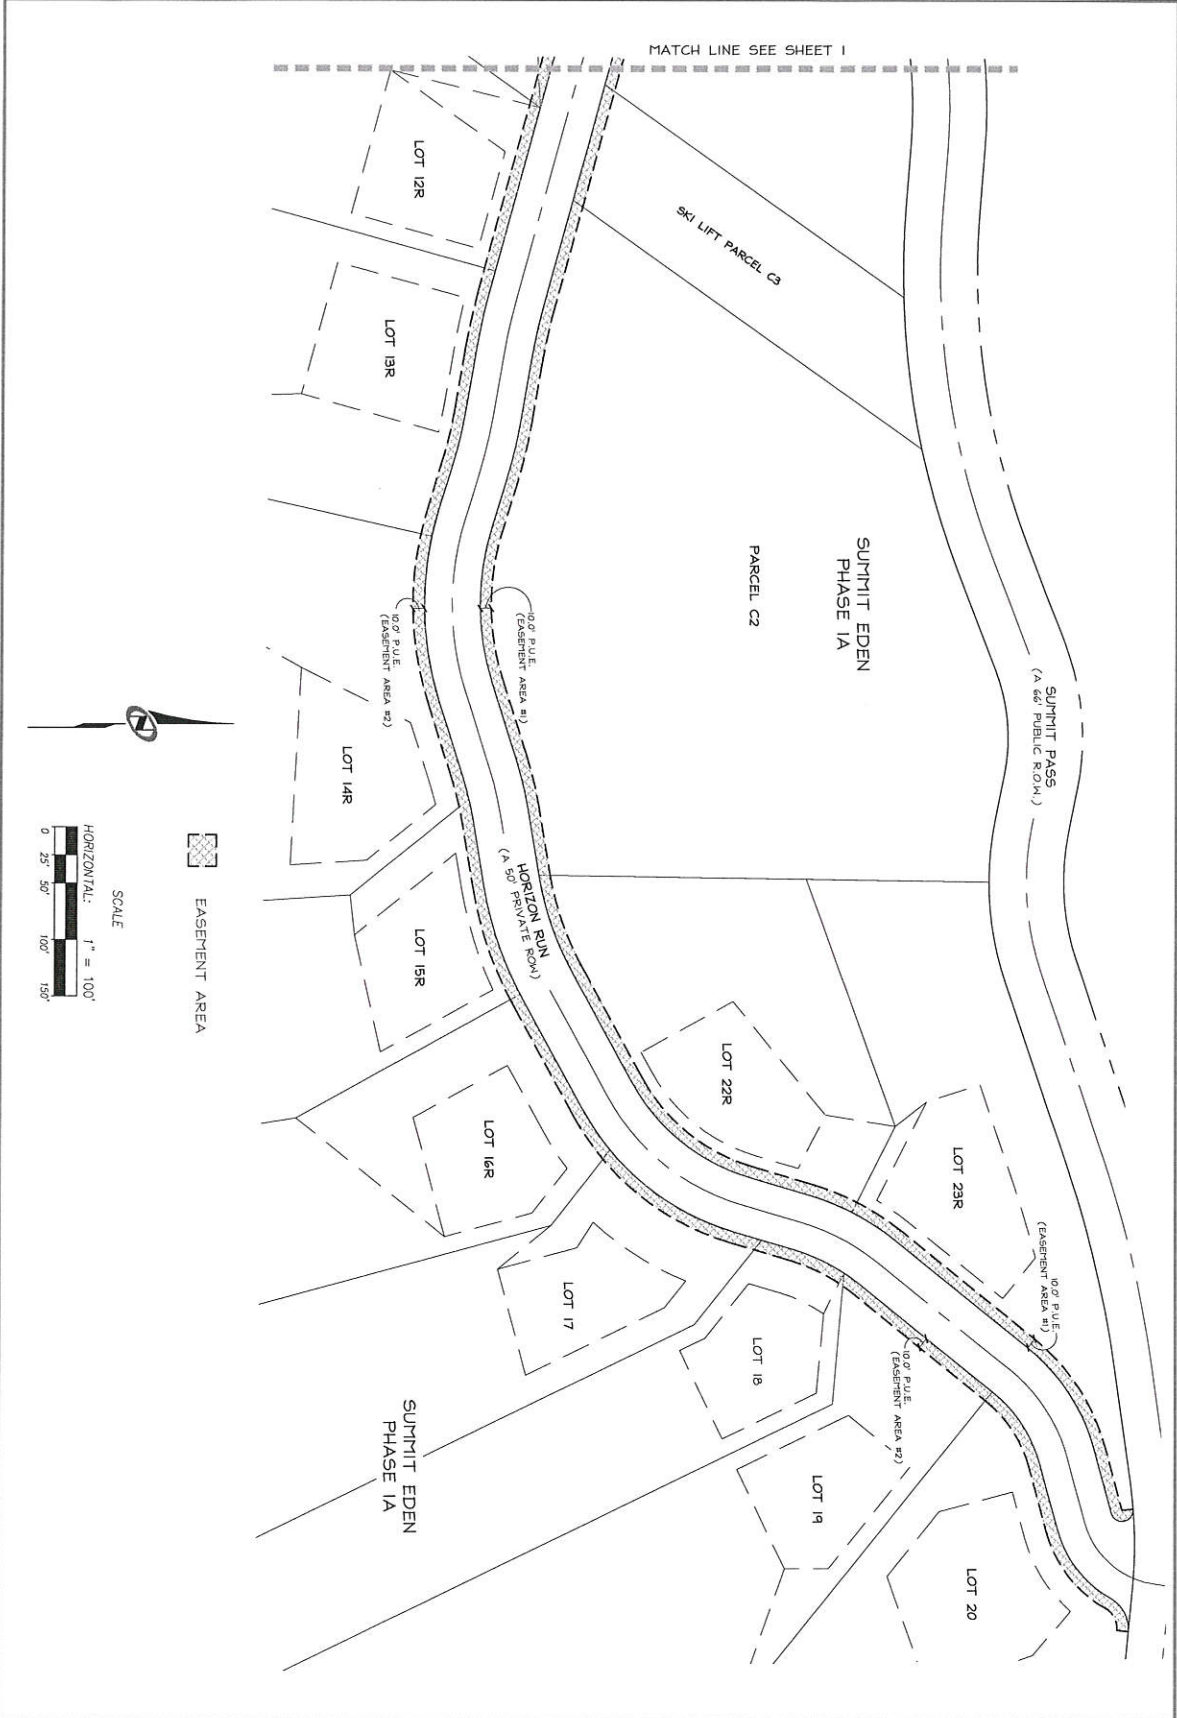 MATCH LINE SEE SHEET 1
LOT 12R
SKI LIFT PARCEL C3
LOT 13R
SUMMIT EDEN
PHASE 1A
PARCEL C2
10.0' P.U.E.
(EASEMENT AREA #1)
10.0' P.U.E.
(EASEMENT AREA #2)
SUMMIT PASS
(A 66' PUBLIC R.O.W.)
LOT 14R
HORIZON RUN
(A 50' PRIVATE ROW)
LOT 15R
LOT 22R
LOT 23R
LOT 16R
10.0' P.U.E.
(EASEMENT AREA #1)
LOT 17
LOT 18
10.0' P.U.E.
(EASEMENT AREA #2)
SUMMIT EDEN
PHASE 1A
LOT 19
LOT 20
N
EASEMENT AREA
SCALE
HORIZONTAL: 1" = 100'
0 25' 50' 100' 150'